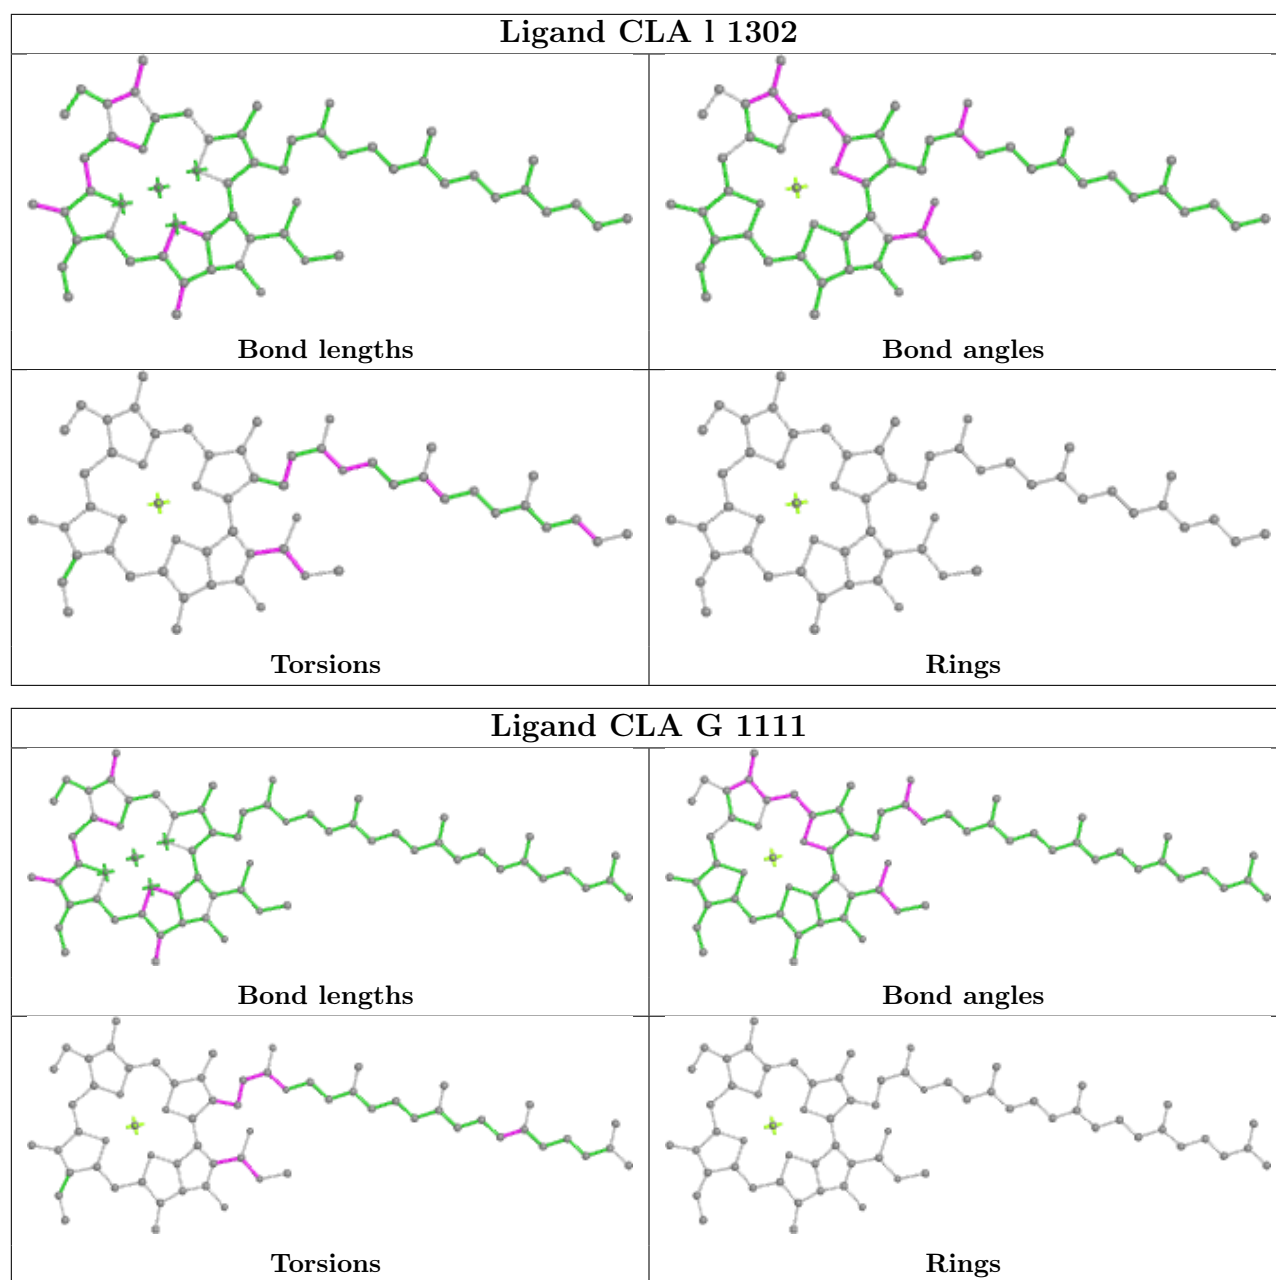 Ligand CLA l 1302
Bond lengths
Bond angles
Torsions
Rings
Ligand CLA G 1111
Bond lengths
Bond angles
Torsions
Rings